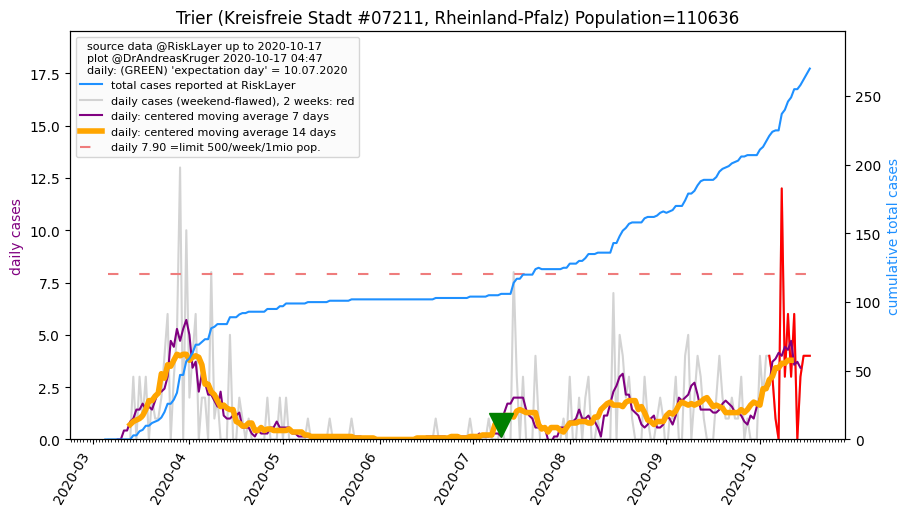 Trier (Kreisfreie Stadt #07211, Rheinland-Pfalz) Population=110636
source data @RiskLayer up to 2020-10-17
plot @DrAndreasKruger 2020-10-17 04:47
daily: (GREEN) 'expectation day' = 10.07.2020
total cases reported at RiskLayer
daily cases (weekend-flawed), 2 weeks: red
daily: centered moving average 7 days
daily: centered moving average 14 days
daily 7.90 =limit 500/week/1mio pop.
daily cases
17.5
15.0
12.5
10.0
7.5
5.0
2.5
0.0
cumulative total cases
250
200
150
100
50
0
2020-03
2020-04
2020-05
2020-06
2020-07
2020-08
2020-09
2020-10